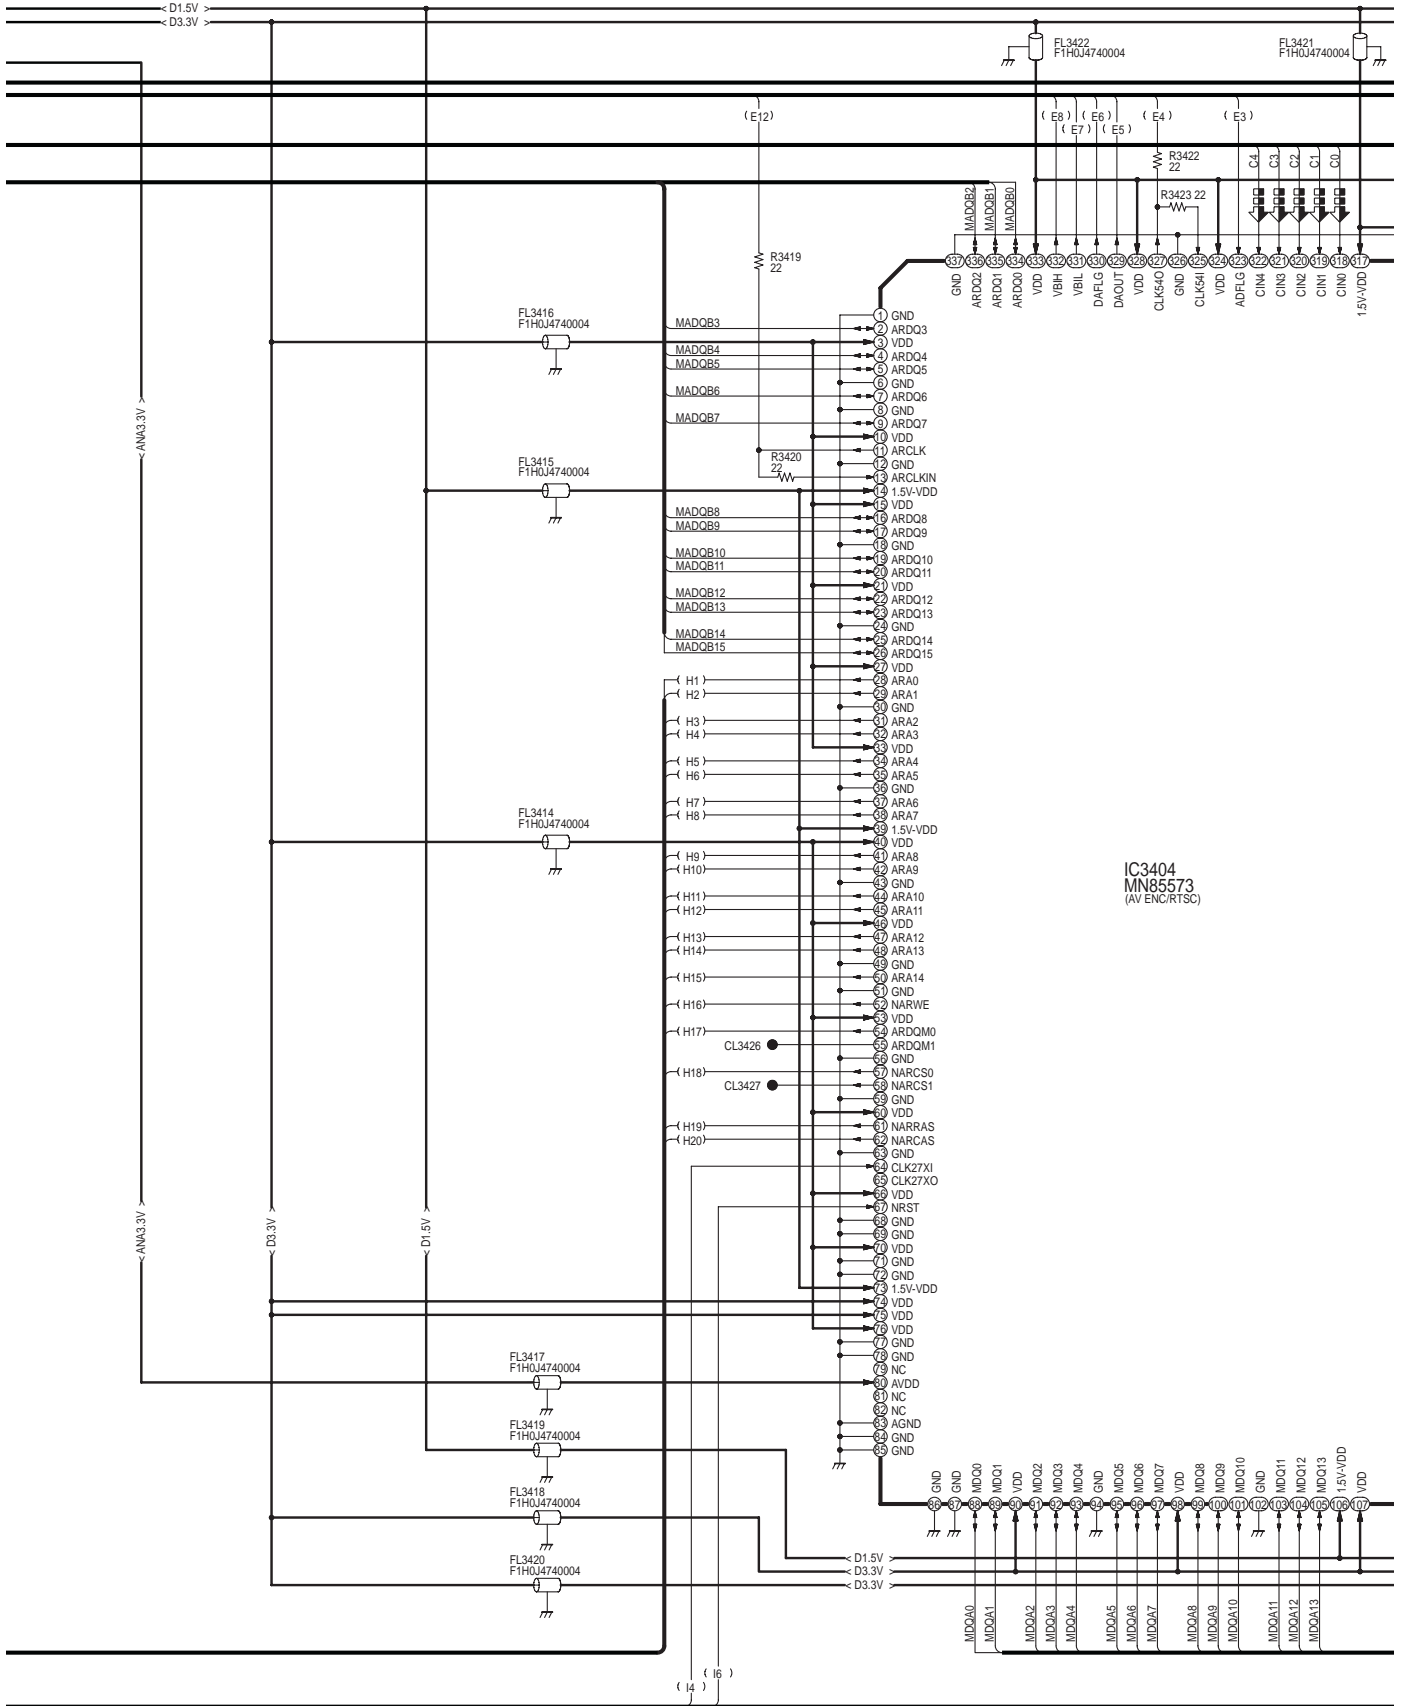 < D1.5V >
< D3.3V >
FL3422
F1H0J4740004
FL3421
F1H0J4740004
( E12 )
( E8 )
( E7 )
( E6 )
( E5 )
( E4 )
( E3 )
R3422
22
C4
C3
C2
C1
C0
R3423 22
MADQB2
MADQB1
MADQB0
R3419
22
337
336
335
334
333
332
331
330
329
328
327
326
325
324
323
322
321
320
319
318
317
GND
ARDQ2
ARDQ1
ARDQ0
VDD
VBIH
VBIL
DAFLG
DAOUT
VDD
CLK54O
GND
CLK54I
VDD
ADFLG
CIN4
CIN3
CIN2
CIN1
CIN0
1.5V-VDD
FL3416
F1H0J4740004
< ANA3.3V >
FL3415
F1H0J4740004
R3420
22
1 GND
MADQB3 2 ARDQ3
3 VDD
MADQB4 4 ARDQ4
MADQB5 5 ARDQ5
6 GND
MADQB6 7 ARDQ6
8 GND
MADQB7 9 ARDQ7
10 VDD
11 ARCLK
12 GND
13 ARCLKIN
14 1.5V-VDD
15 VDD
MADQB8 16 ARDQ8
MADQB9 17 ARDQ9
18 GND
MADQB10 19 ARDQ10
MADQB11 20 ARDQ11
21 VDD
MADQB12 22 ARDQ12
MADQB13 23 ARDQ13
24 GND
MADQB14 25 ARDQ14
MADQB15 26 ARDQ15
27 VDD
( H1 ) 28 ARA0
( H2 ) 29 ARA1
30 GND
( H3 ) 31 ARA2
( H4 ) 32 ARA3
33 VDD
( H5 ) 34 ARA4
( H6 ) 35 ARA5
36 GND
( H7 ) 37 ARA6
( H8 ) 38 ARA7
FL3414
F1H0J4740004
39 1.5V-VDD
40 VDD
( H9 ) 41 ARA8
( H10 ) 42 ARA9
43 GND
( H11 ) 44 ARA10
( H12 ) 45 ARA11
46 VDD
( H13 ) 47 ARA12
( H14 ) 48 ARA13
49 GND
( H15 ) 50 ARA14
51 GND
( H16 ) 52 NARWE
53 VDD
( H17 ) 54 ARDQM0
CL3426 55 ARDQM1
56 GND
( H18 ) 57 NARCS0
CL3427 58 NARCS1
59 GND
60 VDD
( H19 ) 61 NARRAS
( H20 ) 62 NARCAS
63 GND
64 CLK27XI
65 CLK27XO
66 VDD
67 NRST
68 GND
69 GND
70 VDD
71 GND
72 GND
73 1.5V-VDD
74 VDD
75 VDD
76 VDD
77 GND
78 GND
79 NC
80 AVDD
81 NC
82 NC
83 AGND
84 GND
85 GND
IC3404
MN85573
(AV ENC/RTSC)
< ANA3.3V >
< D3.3V >
< D1.5V >
FL3417
F1H0J4740004
FL3419
F1H0J4740004
FL3418
F1H0J4740004
FL3420
F1H0J4740004
GND
GND
MDQ0
MDQ1
VDD
MDQ2
MDQ3
MDQ4
GND
MDQ5
MDQ6
MDQ7
VDD
MDQ8
MDQ9
MDQ10
GND
MDQ11
MDQ12
MDQ13
1.5V-VDD
VDD
86
87
88
89
90
91
92
93
94
95
96
97
98
99
100
101
102
103
104
105
106
107
< D1.5V >
< D3.3V >
< D3.3V >
MDQA0
MDQA1
MDQA2
MDQA3
MDQA4
MDQA5
MDQA6
MDQA7
MDQA8
MDQA9
MDQA10
MDQA11
MDQA12
MDQA13
( I6 )
( I4 )